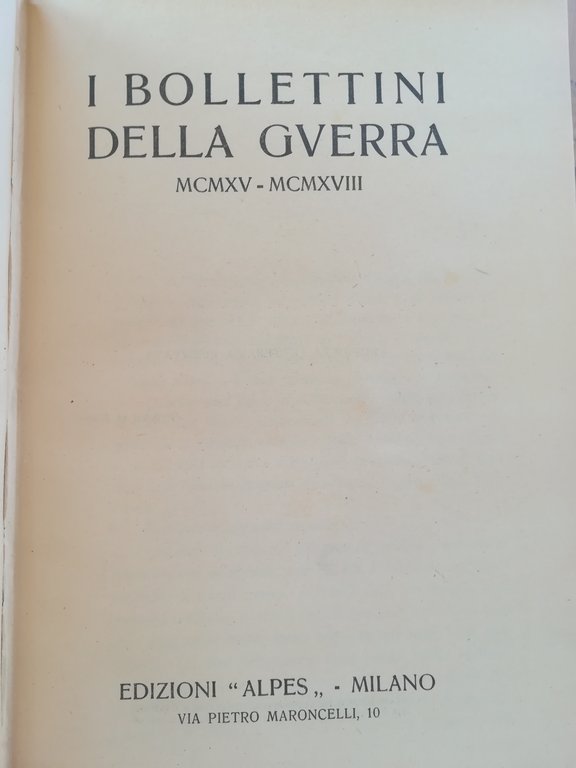 I BOLLETTINI
DELLA GVERRA
MCMXV - MCMXVIII
EDIZIONI “ALPES„ - MILANO
VIA PIETRO MARONCELLI, 10